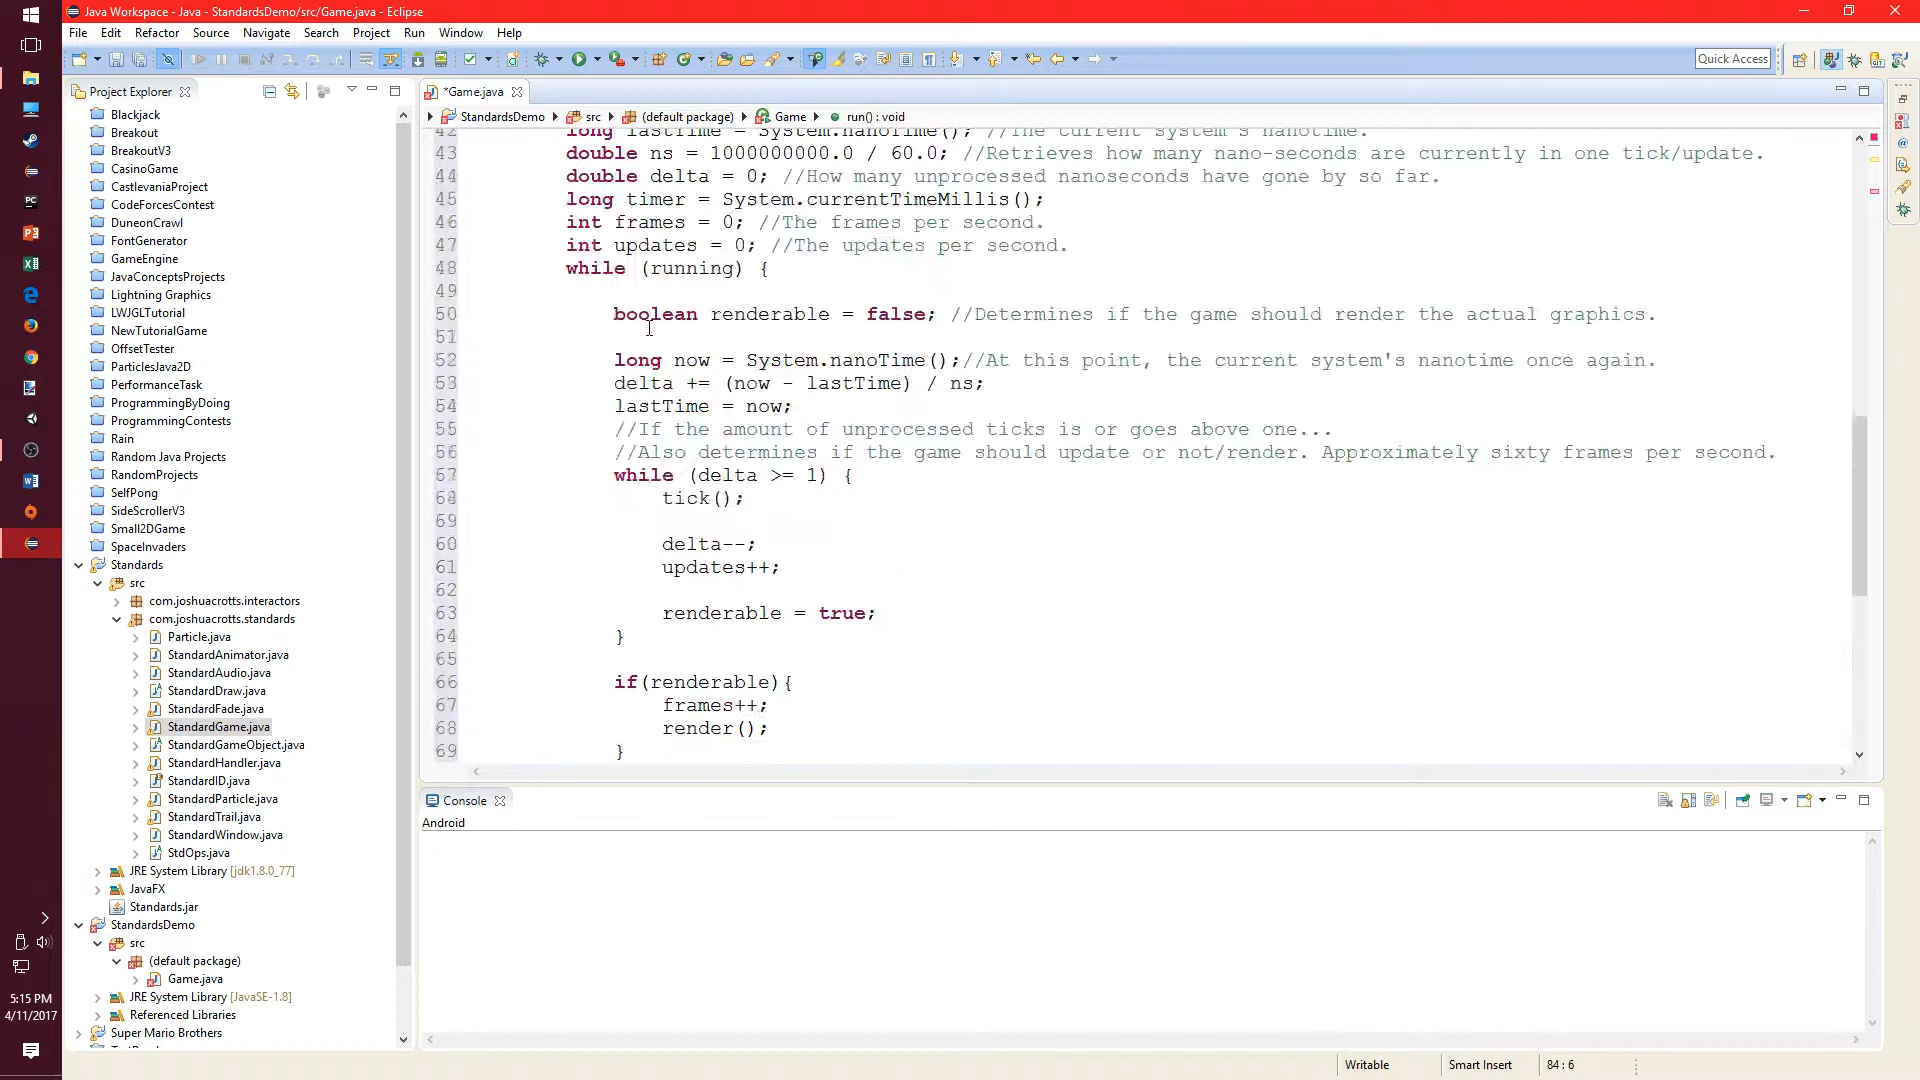 Java Workspace - Java - StandardsDemo/src/Game.java - Eclipse
File Edit Refactor Source Navigate Search Project Run Window Help
Quick Access
Project Explorer
*Game.java
StandardsDemo src (default package) Game run() : void
Blackjack
Breakout
BreakoutV3
CasinoGame
CastlevaniaProject
CodeForcesContest
DuneonCrawl
FontGenerator
GameEngine
JavaConceptsProjects
Lightning Graphics
LWJGLTutorial
NewTutorialGame
OffsetTester
ParticlesJava2D
PerformanceTask
ProgrammingByDoing
ProgrammingContests
Rain
Random Java Projects
RandomProjects
SelfPong
SideScrollerV3
Small2DGame
SpaceInvaders
Standards
src
com.joshuacrotts.interactors
com.joshuacrotts.standards
Particle.java
StandardAnimator.java
StandardAudio.java
StandardDraw.java
StandardFade.java
StandardGame.java
StandardGameObject.java
StandardHandler.java
StandardID.java
StandardParticle.java
StandardTrail.java
StandardWindow.java
StdOps.java
JRE System Library [jdk1.8.0_77]
JavaFX
Standards.jar
StandardsDemo
src
(default package)
Game.java
JRE System Library [JavaSE-1.8]
Referenced Libraries
Super Mario Brothers
42 long lastTime = System.nanoTime(); //The current system's nanotime.
43 double ns = 1000000000.0 / 60.0; //Retrieves how many nano-seconds are currently in one tick/update.
44 double delta = 0; //How many unprocessed nanoseconds have gone by so far.
45 long timer = System.currentTimeMillis();
46 int frames = 0; //The frames per second.
47 int updates = 0; //The updates per second.
48 while (running) {
49
50 boolean renderable = false; //Determines if the game should render the actual graphics.
51
52 long now = System.nanoTime();//At this point, the current system's nanotime once again.
53 delta += (now - lastTime) / ns;
54 lastTime = now;
55 //If the amount of unprocessed ticks is or goes above one...
56 //Also determines if the game should update or not/render. Approximately sixty frames per second.
57 while (delta >= 1) {
58 tick();
59
60 delta--;
61 updates++;
62
63 renderable = true;
64 }
65
66 if(renderable){
67 frames++;
68 render();
69 }
Console
Android
PC
5:15 PM
4/11/2017
Writable Smart Insert 84 : 6